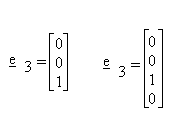 e 3 = [0 0 1]
e 3 = [0 0 1 0]